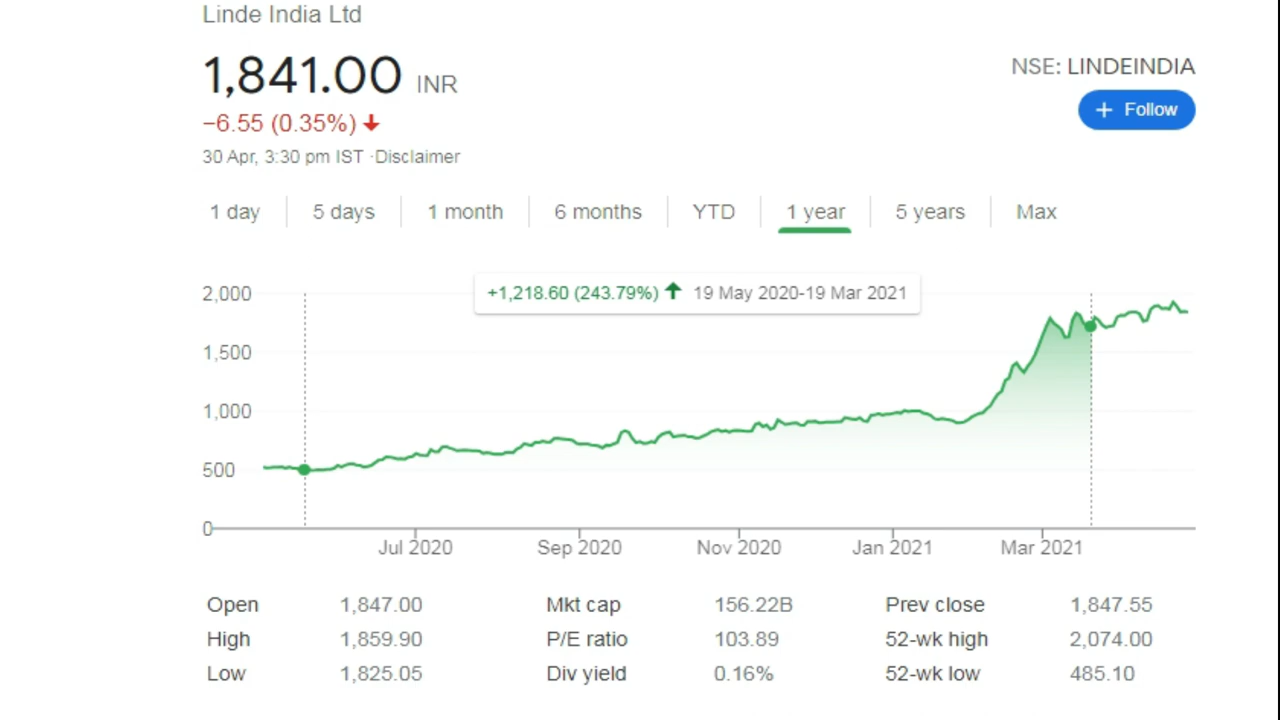 Linde India Ltd
1,841.00 INR
NSE: LINDEINDIA
−6.55 (0.35%)
+ Follow
30 Apr, 3:30 pm IST ·Disclaimer
1 day 5 days 1 month 6 months YTD 1 year 5 years Max
+1,218.60 (243.79%) 19 May 2020-19 Mar 2021
2,000
1,500
1,000
500
0
Jul 2020 Sep 2020 Nov 2020 Jan 2021 Mar 2021
Open 1,847.00 Mkt cap 156.22B Prev close 1,847.55
High 1,859.90 P/E ratio 103.89 52-wk high 2,074.00
Low 1,825.05 Div yield 0.16% 52-wk low 485.10